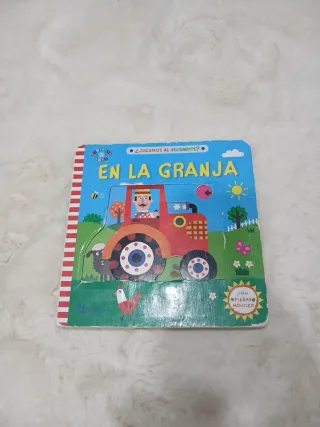 ¿JUGAMOS AL ESCONDITE?
EN LA GRANJA
¡CON
PIEZAS
MÓVILES!